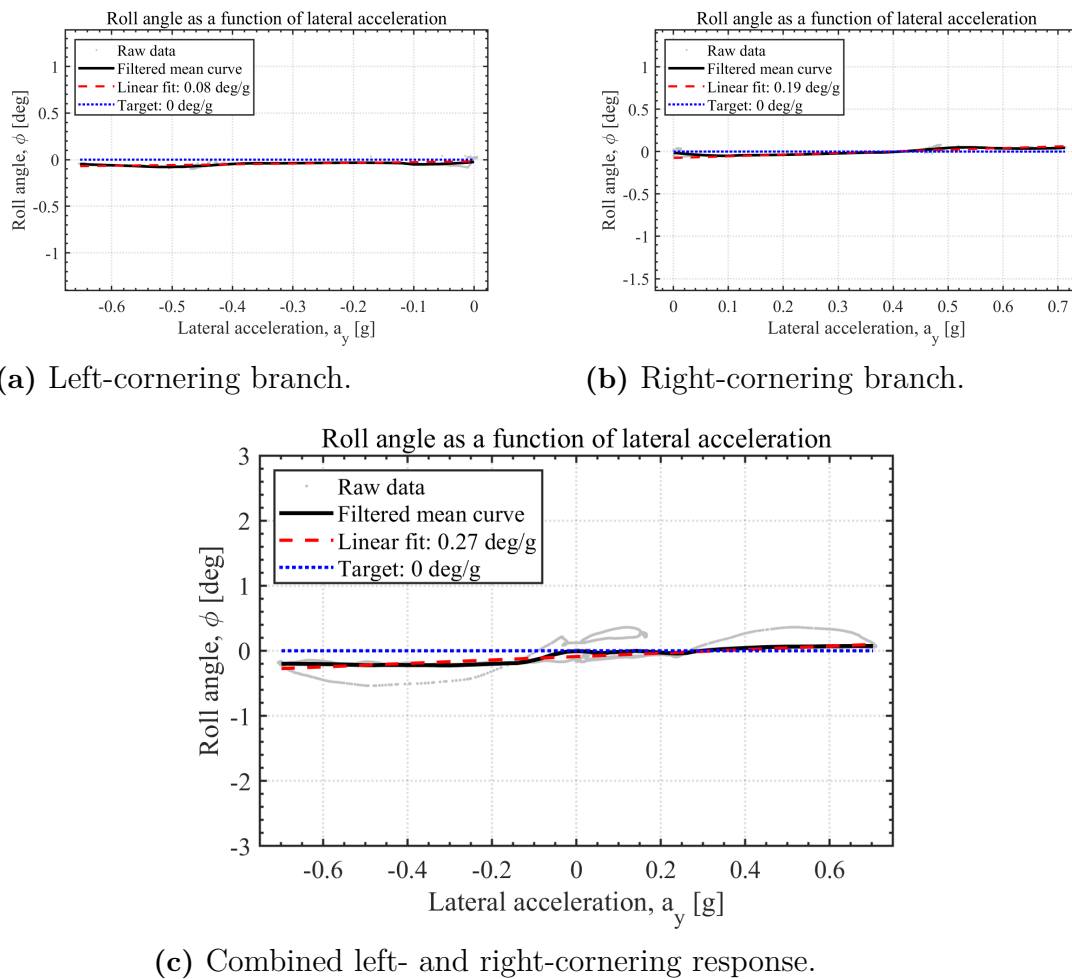 Roll angle as a function of lateral acceleration
Raw data
Filtered mean curve
Linear fit: 0.08 deg/g
Target: 0 deg/g
Roll angle, ϕ [deg]
1
0.5
0
-0.5
-1
-0.6 -0.5 -0.4 -0.3 -0.2 -0.1 0
Lateral acceleration, a_y [g]
(a) Left-cornering branch.
Roll angle as a function of lateral acceleration
Raw data
Filtered mean curve
Linear fit: 0.19 deg/g
Target: 0 deg/g
Roll angle, ϕ [deg]
1
0.5
0
-0.5
-1
-1.5
0 0.1 0.2 0.3 0.4 0.5 0.6 0.7
Lateral acceleration, a_y [g]
(b) Right-cornering branch.
Roll angle as a function of lateral acceleration
Raw data
Filtered mean curve
Linear fit: 0.27 deg/g
Target: 0 deg/g
Roll angle, ϕ [deg]
3
2
1
0
-1
-2
-3
-0.6 -0.4 -0.2 0 0.2 0.4 0.6
Lateral acceleration, a_y [g]
(c) Combined left- and right-cornering response.